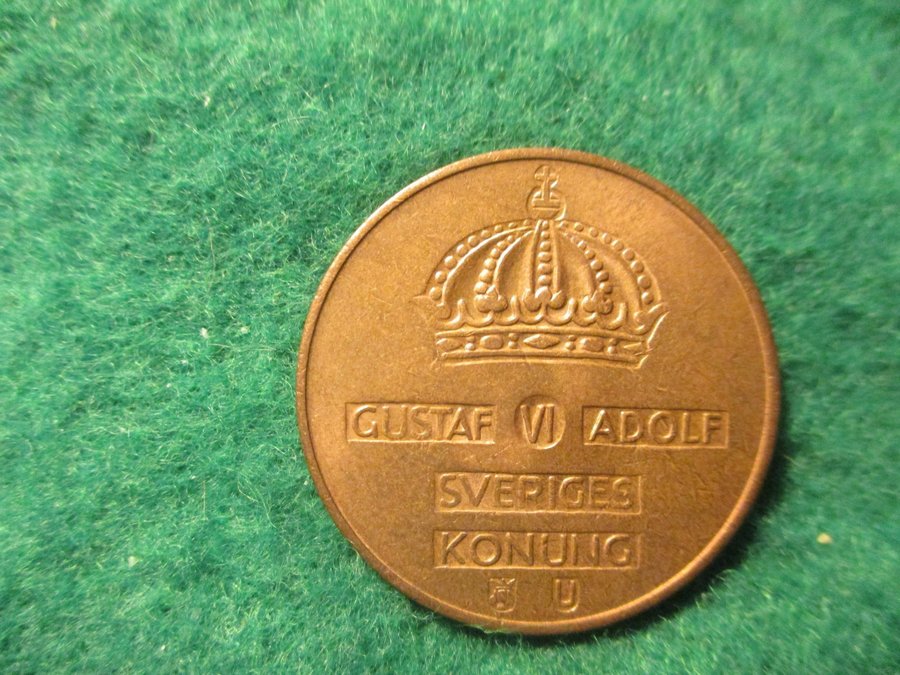 GUSTAF VI ADOLF
SVERIGES
KONUNG
U